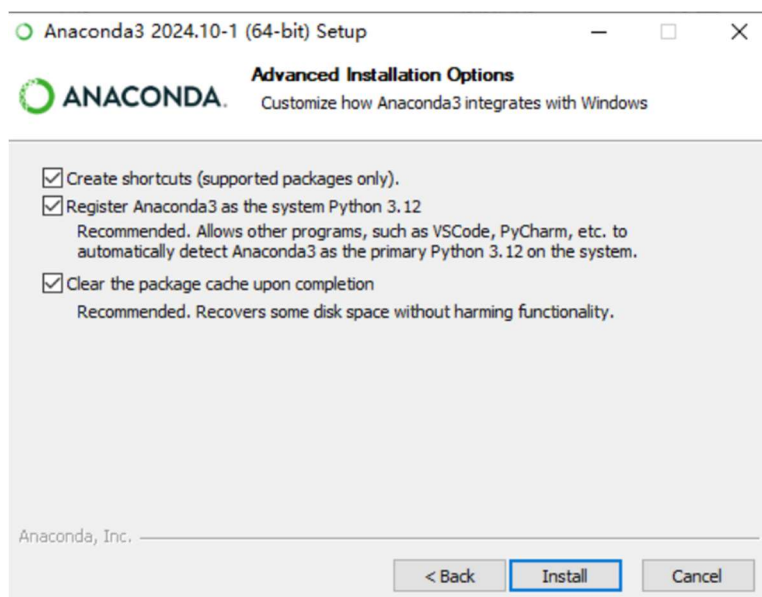 Anaconda3 2024.10-1 (64-bit) Setup
ANACONDA.
Advanced Installation Options
Customize how Anaconda3 integrates with Windows
Create shortcuts (supported packages only).
Register Anaconda3 as the system Python 3.12
Recommended. Allows other programs, such as VSCode, PyCharm, etc. to
automatically detect Anaconda3 as the primary Python 3.12 on the system.
Clear the package cache upon completion
Recommended. Recovers some disk space without harming functionality.
Anaconda, Inc.
< Back
Install
Cancel